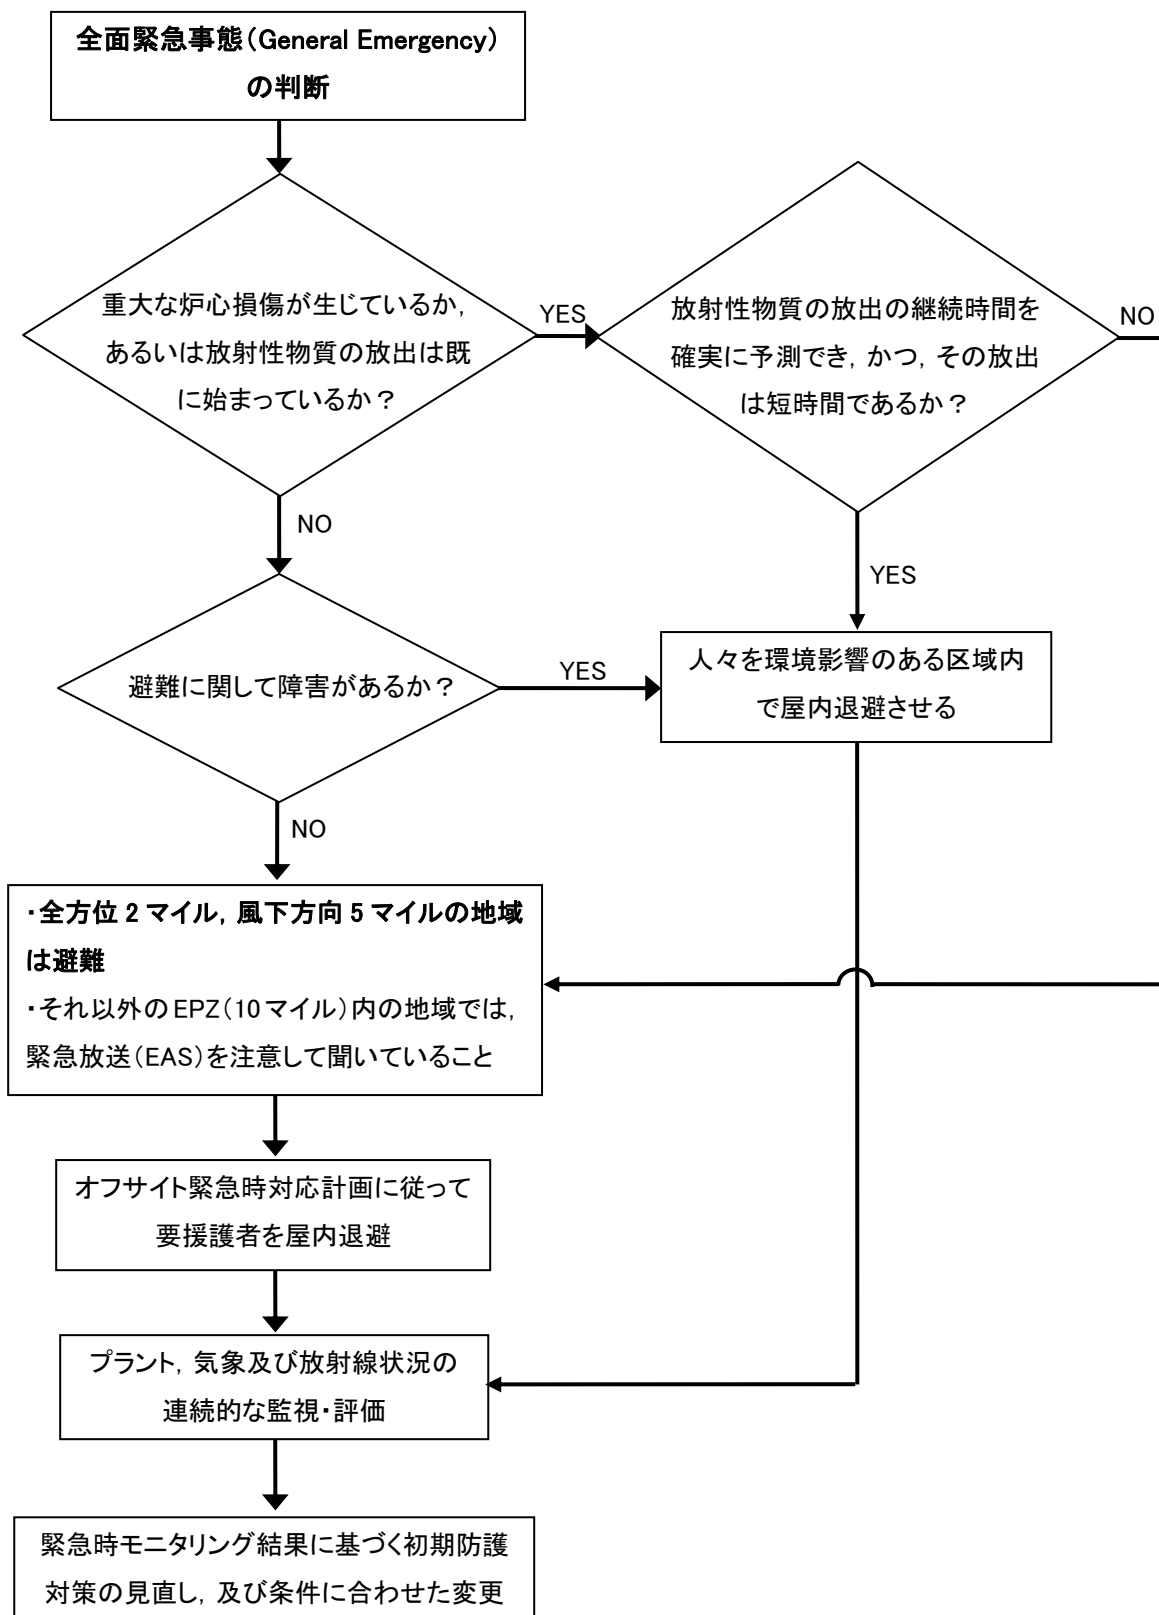 全面緊急事態(General Emergency)
の判断
重大な炉心損傷が生じているか,
あるいは放射性物質の放出は既
に始まっているか？
YES
放射性物質の放出の継続時間を
確実に予測でき, かつ, その放出
は短時間であるか？
NO
NO
YES
避難に関して障害があるか？
YES
人々を環境影響のある区域内
で屋内退避させる
NO
・全方位 2 マイル, 風下方向 5 マイルの地域
は避難
・それ以外の EPZ(10 マイル)内の地域では,
緊急放送(EAS)を注意して聞いていること
オフサイト緊急時対応計画に従って
要援護者を屋内退避
プラント, 気象及び放射線状況の
連続的な監視・評価
緊急時モニタリング結果に基づく初期防護
対策の見直し, 及び条件に合わせた変更